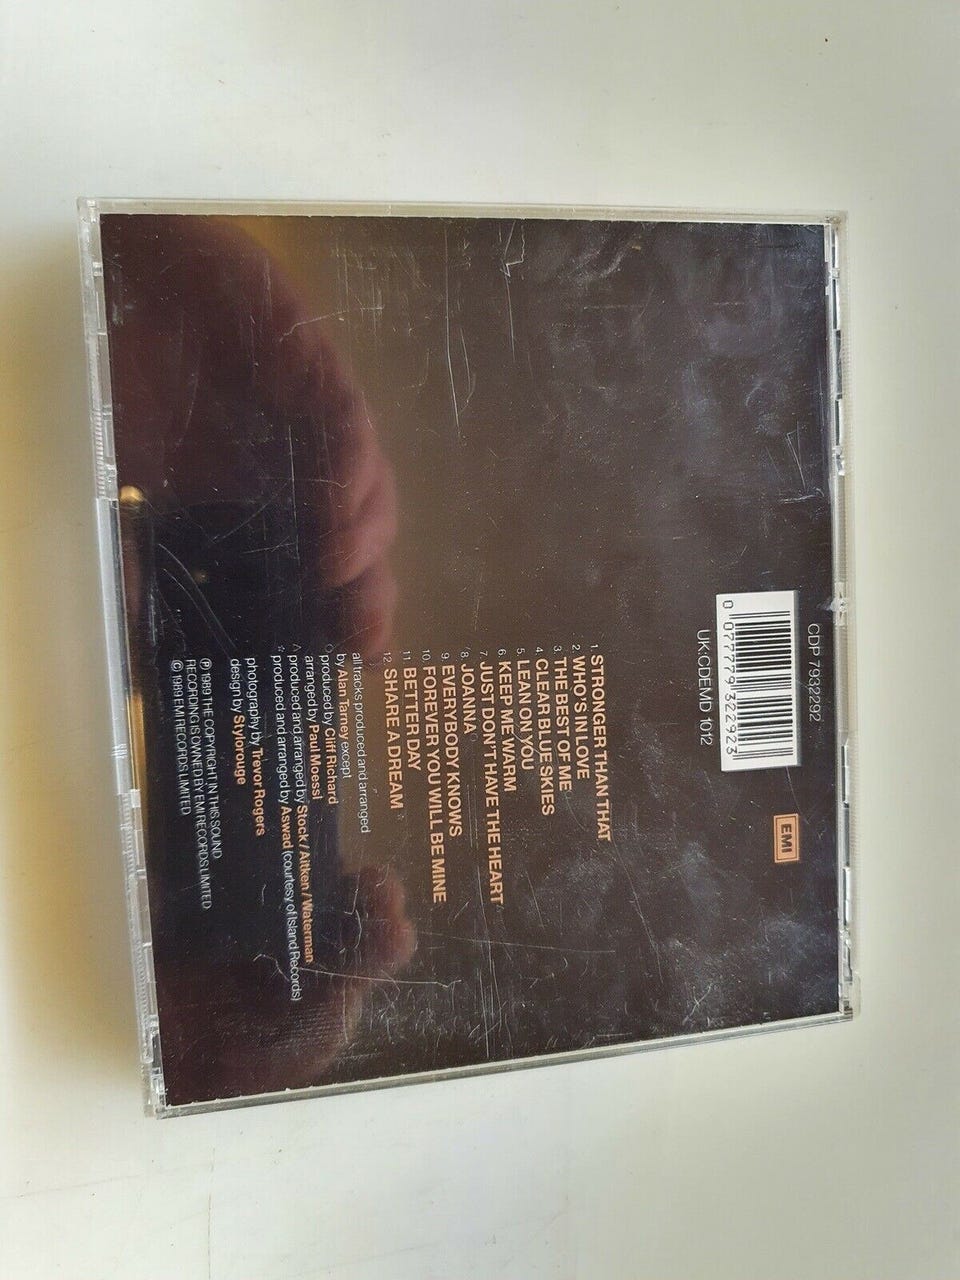 CDP 7932292
0 077779 322923
UK:CDEMD 1012
EMI
1. STRONGER THAN THAT
2. WHO'S IN LOVE
3. THE BEST OF ME
4. CLEAR BLUE SKIES
5. LEAN ON YOU
6. KEEP ME WARM
7. JUST DON'T HAVE THE HEART △
8. JOANNA
9. EVERYBODY KNOWS
10. FOREVER YOU WILL BE MINE
11. BETTER DAY
12. SHARE A DREAM ☆
all tracks produced and arranged
by Alan Tarney except
◇ produced by Cliff Richard
arranged by Paul Moessl
△ produced and arranged by Stock / Aitken / Waterman
☆ produced and arranged by Aswad (courtesy of Island Records)
photography by Trevor Rogers
design by Stylorouge
Ⓟ 1989 THE COPYRIGHT IN THIS SOUND
RECORDING IS OWNED BY EMI RECORDS LIMITED
© 1989 EMI RECORDS LIMITED